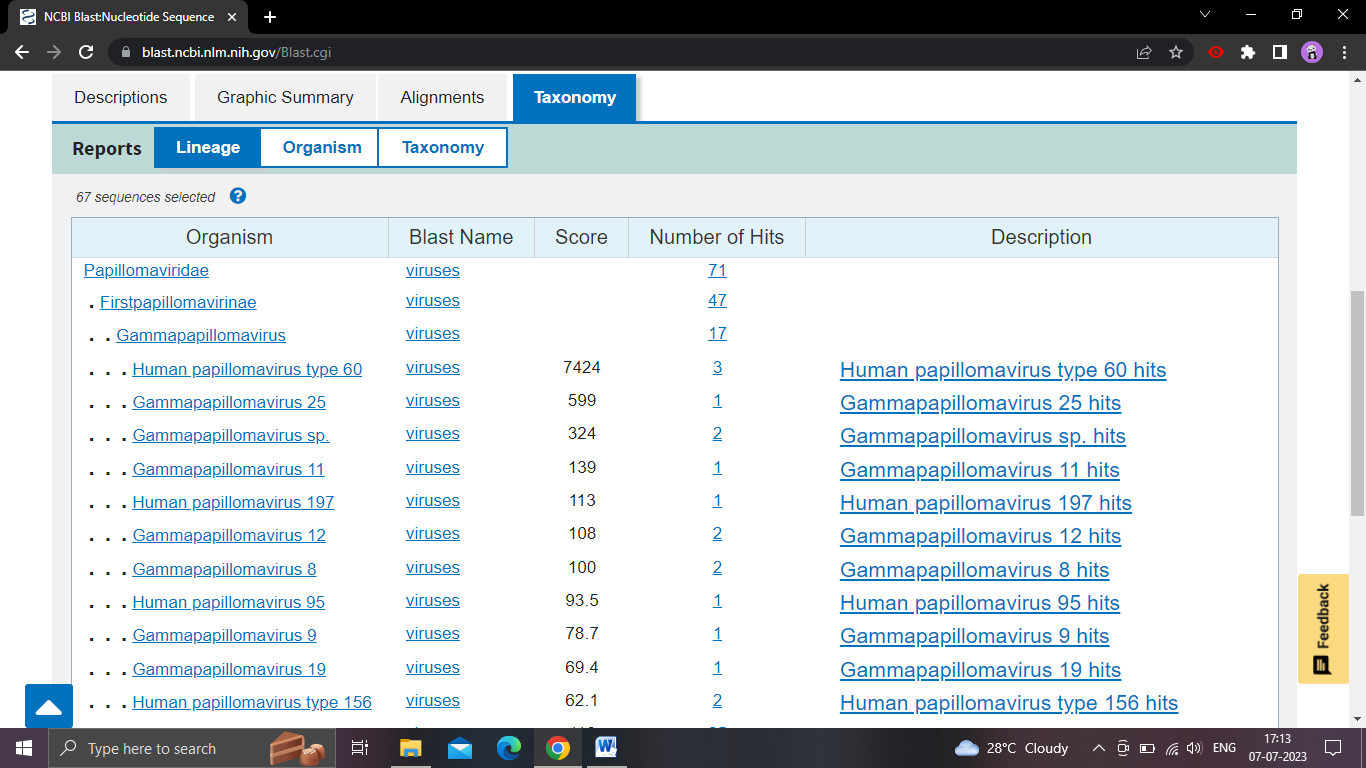 NCBI Blast:Nucleotide Sequence
blast.ncbi.nlm.nih.gov/Blast.cgi
Descriptions Graphic Summary Alignments Taxonomy
Reports Lineage Organism Taxonomy
67 sequences selected ?
Organism Blast Name Score Number of Hits Description
Papillomaviridae viruses 71
. Firstpapillomavirinae viruses 47
. . Gammapapillomavirus viruses 17
. . . Human papillomavirus type 60 viruses 7424 3 Human papillomavirus type 60 hits
. . . Gammapapillomavirus 25 viruses 599 1 Gammapapillomavirus 25 hits
. . . Gammapapillomavirus sp. viruses 324 2 Gammapapillomavirus sp. hits
. . . Gammapapillomavirus 11 viruses 139 1 Gammapapillomavirus 11 hits
. . . Human papillomavirus 197 viruses 113 1 Human papillomavirus 197 hits
. . . Gammapapillomavirus 12 viruses 108 2 Gammapapillomavirus 12 hits
. . . Gammapapillomavirus 8 viruses 100 2 Gammapapillomavirus 8 hits
. . . Human papillomavirus 95 viruses 93.5 1 Human papillomavirus 95 hits
. . . Gammapapillomavirus 9 viruses 78.7 1 Gammapapillomavirus 9 hits
. . . Gammapapillomavirus 19 viruses 69.4 1 Gammapapillomavirus 19 hits
. . . Human papillomavirus type 156 viruses 62.1 2 Human papillomavirus type 156 hits
Feedback
Type here to search
W
28°C Cloudy
ENG
17:13
07-07-2023